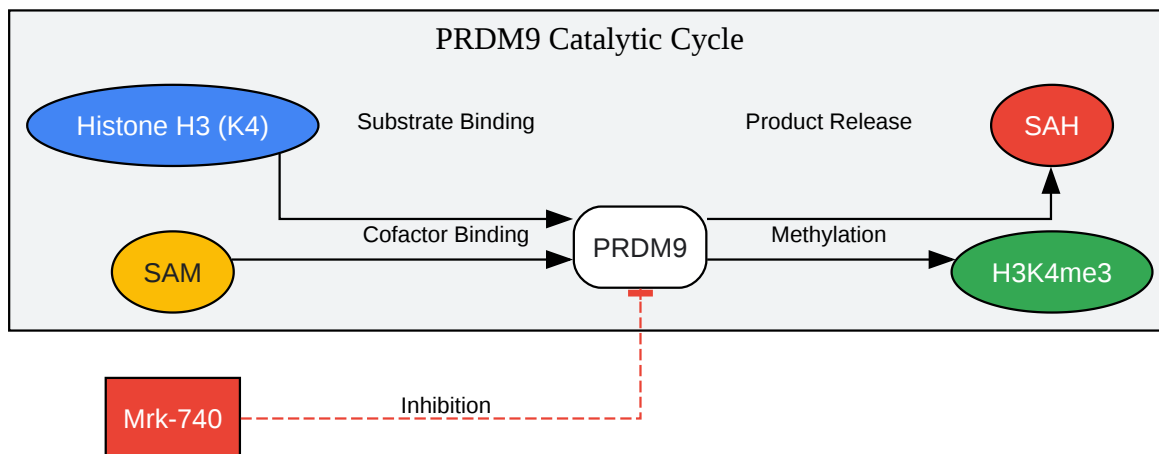 PRDM9 Catalytic Cycle
Histone H3 (K4)
Substrate Binding
Product Release
SAH
SAM
Cofactor Binding
PRDM9
Methylation
H3K4me3
Mrk-740
Inhibition